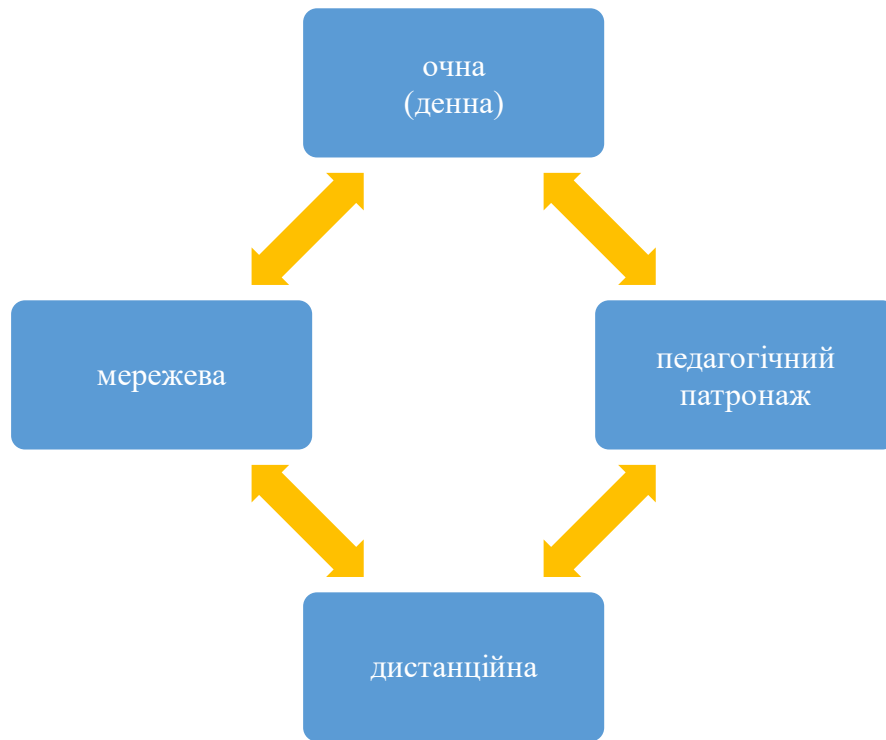 очна
(денна)
мережева
педагогічний
патронаж
дистанційна